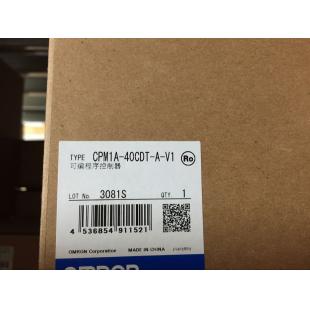 TYPE CPM1A-40CDT-A-V1 Ro
可编程序控制器
LOT No. 3081S QTY. 1
4 536854 911521
OMRON Corporation MADE IN CHINA
OMRON